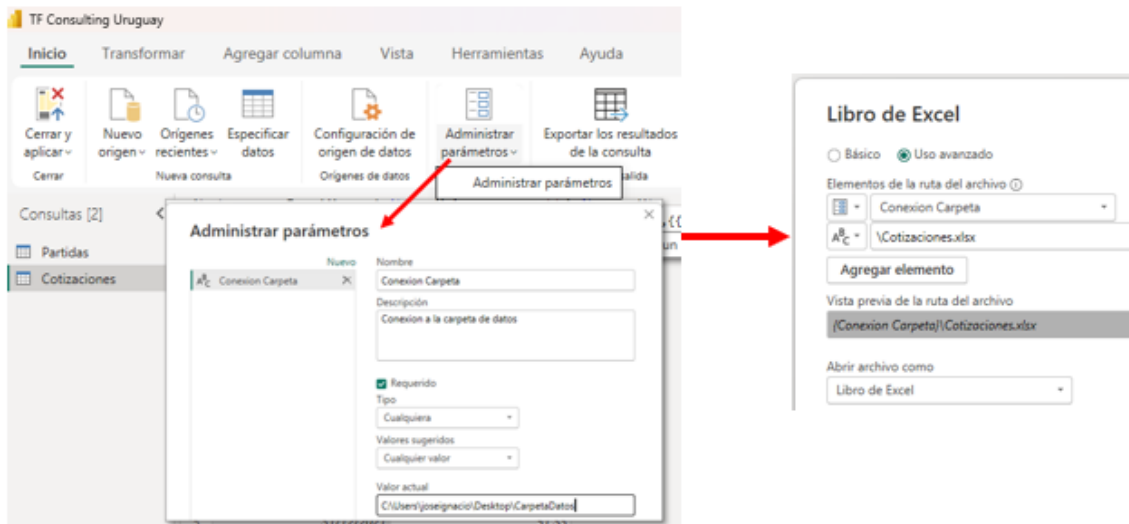 TF Consulting Uruguay
Inicio Transformar Agregar columna Vista Herramientas Ayuda
Cerrar y aplicar
Nuevo origen
Orígenes recientes
Especificar datos
Configuración de origen de datos
Administrar parámetros
Exportar los resultados de la consulta
Cerrar
Nueva consulta
Orígenes de datos
Administrar parámetros
alida
Consultas [2]
Partidas
Cotizaciones
,{{
un
Administrar parámetros
Nuevo
Conexion Carpeta
Nombre
Conexion Carpeta
Descripción
Conexion a la carpeta de datos
Requerido
Tipo
Cualquiera
Valores sugeridos
Cualquier valor
Valor actual
C:\Users\joseignacio\Desktop\CarpetaDatos
Libro de Excel
Básico Uso avanzado
Elementos de la ruta del archivo
Conexion Carpeta
ABC \Cotizaciones.xlsx
Agregar elemento
Vista previa de la ruta del archivo
{Conexion Carpeta}\Cotizaciones.xlsx
Abrir archivo como
Libro de Excel